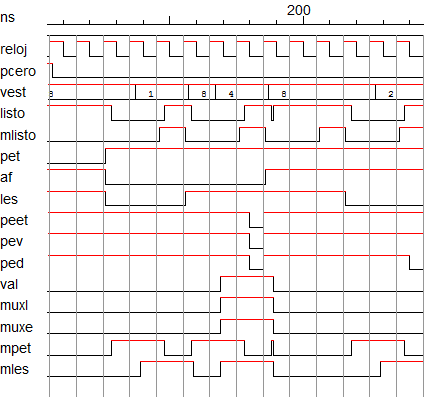 ns 200
reloj
pcero
vest 8 1 8 4 8 2
listo
mlisto
pet
af
les
peet
pev
ped
val
muxl
muxe
mpet
mles